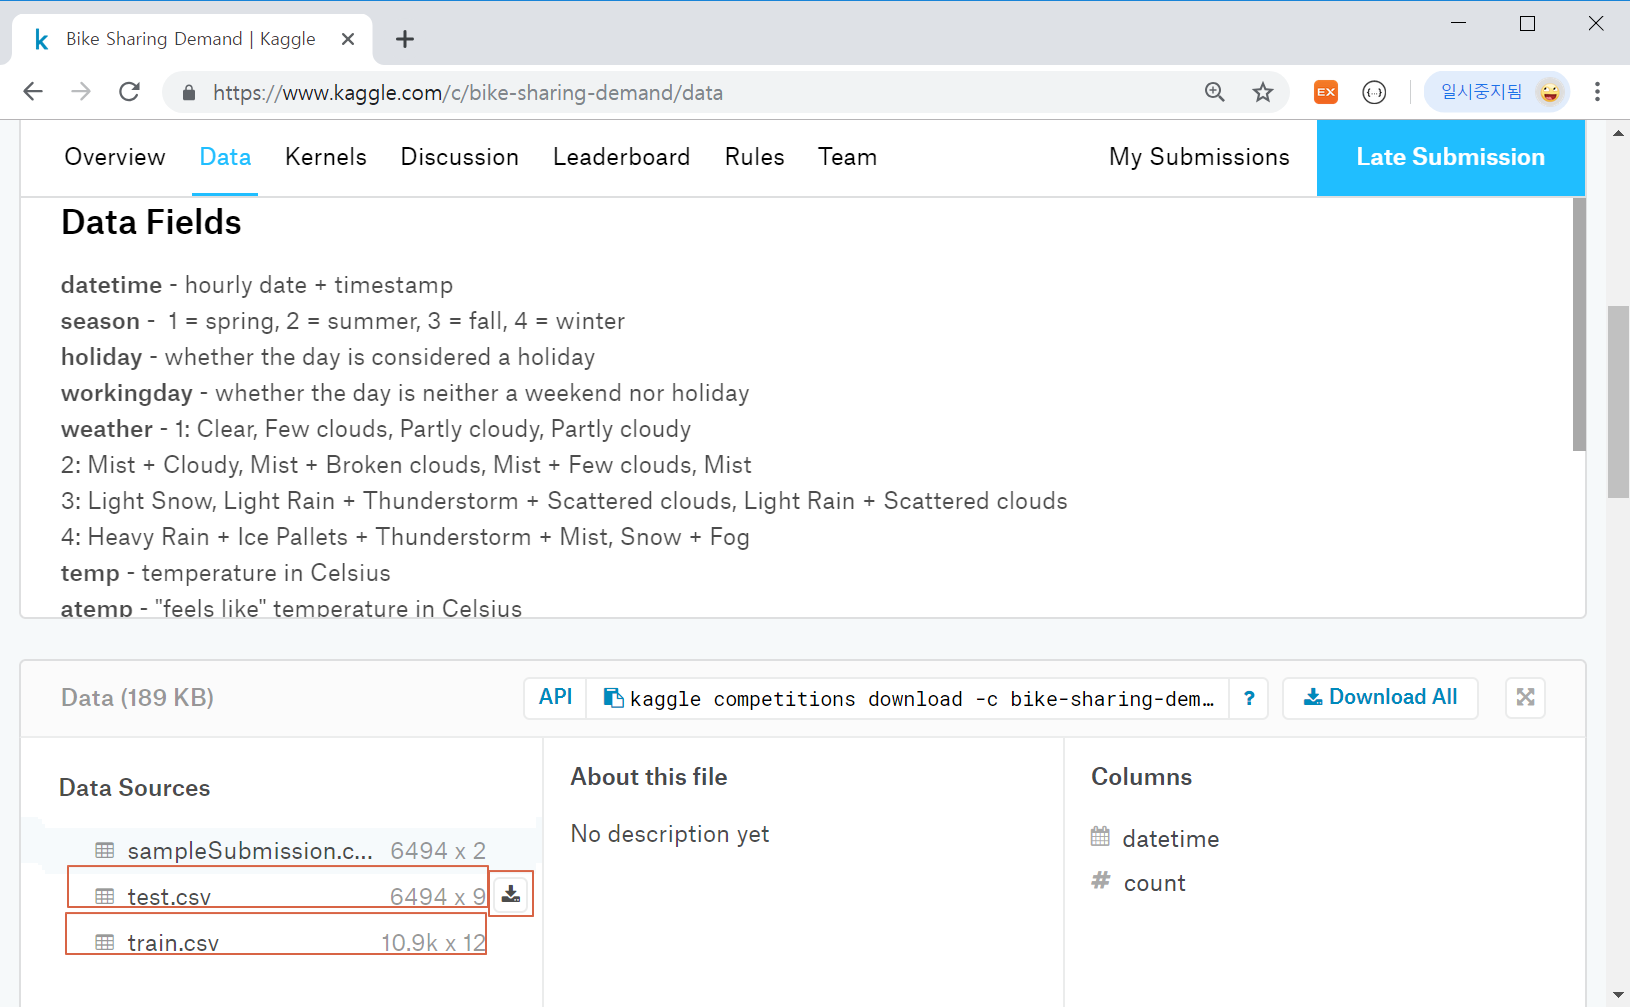 Bike Sharing Demand | Kaggle
https://www.kaggle.com/c/bike-sharing-demand/data
EX
일시중지됨
Overview Data Kernels Discussion Leaderboard Rules Team My Submissions Late Submission
Data Fields
datetime - hourly date + timestamp
season - 1 = spring, 2 = summer, 3 = fall, 4 = winter
holiday - whether the day is considered a holiday
workingday - whether the day is neither a weekend nor holiday
weather - 1: Clear, Few clouds, Partly cloudy, Partly cloudy
2: Mist + Cloudy, Mist + Broken clouds, Mist + Few clouds, Mist
3: Light Snow, Light Rain + Thunderstorm + Scattered clouds, Light Rain + Scattered clouds
4: Heavy Rain + Ice Pallets + Thunderstorm + Mist, Snow + Fog
temp - temperature in Celsius
atemp - "feels like" temperature in Celsius
Data (189 KB) API kaggle competitions download -c bike-sharing-dem… ? Download All
Data Sources
sampleSubmission.c... 6494 x 2
test.csv 6494 x 9
train.csv 10.9k x 12
About this file
No description yet
Columns
datetime
# count